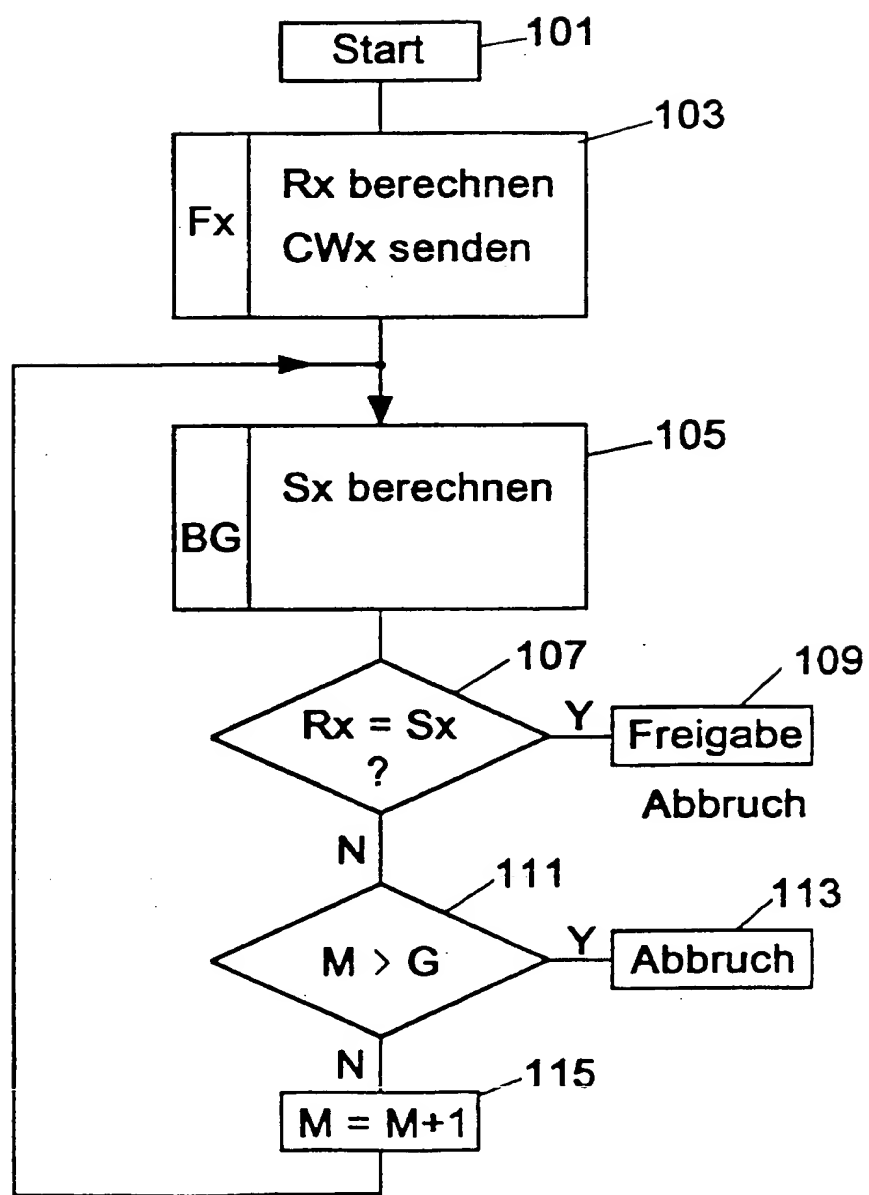 Start
101
103
Fx
Rx berechnen
CWx senden
105
BG
Sx berechnen
107
Rx = Sx
?
Y
109
Freigabe
Abbruch
N
111
M > G
Y
113
Abbruch
N
115
M = M+1